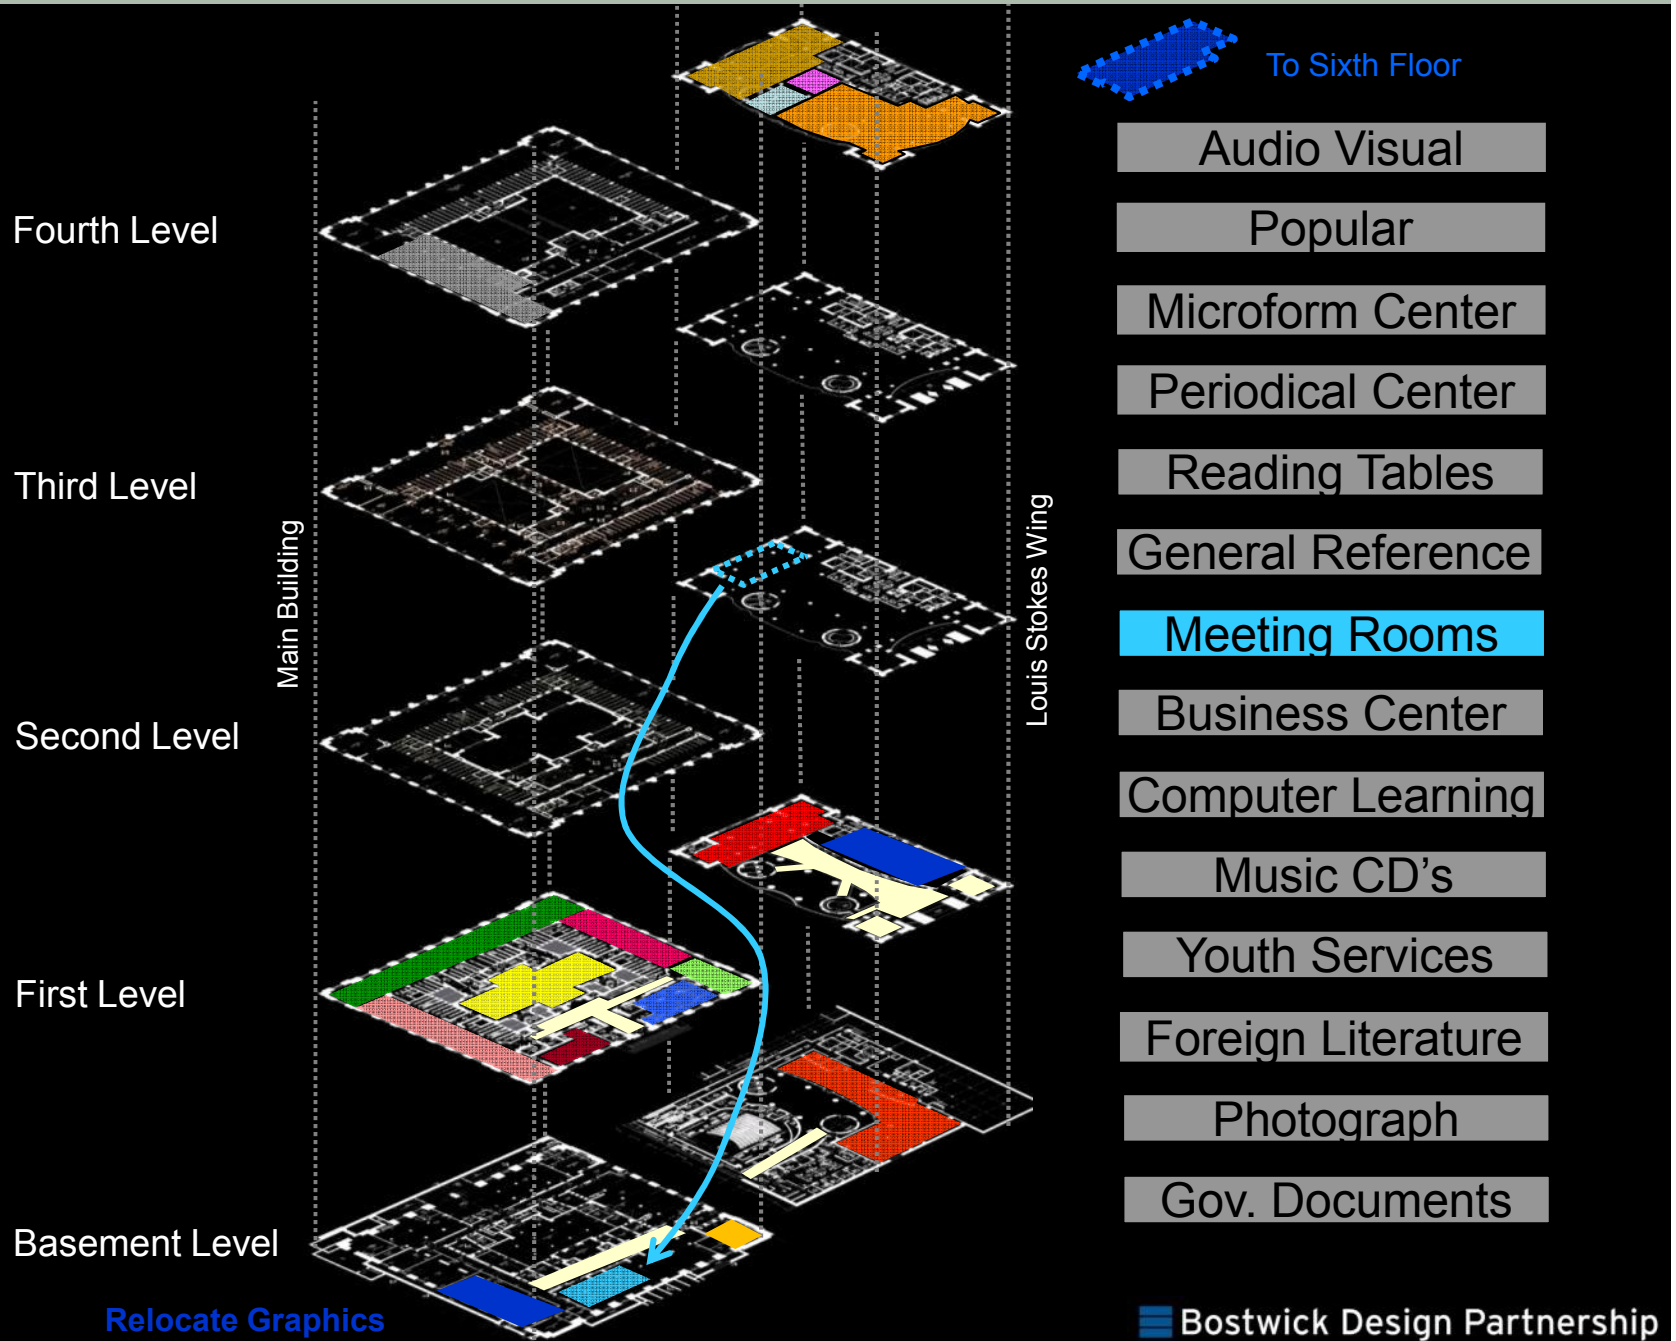 To Sixth Floor
Audio Visual
Fourth Level
Popular
Microform Center
Periodical Center
Third Level
Reading Tables
Main Building
Louis Stokes Wing
General Reference
Meeting Rooms
Second Level
Business Center
Computer Learning
Music CD's
First Level
Youth Services
Foreign Literature
Photograph
Gov. Documents
Basement Level
Relocate Graphics
Bostwick Design Partnership